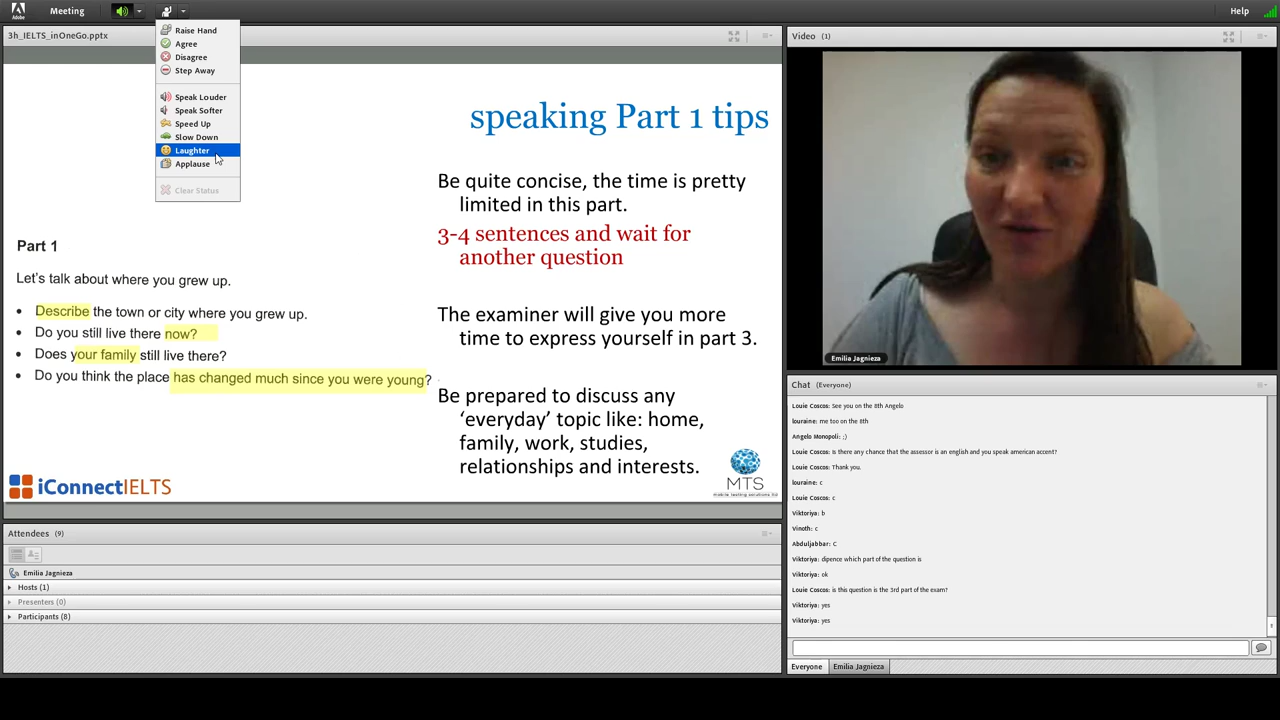 Adobe
Meeting
Help
3h_IELTS_inOneGo.pptx
Raise Hand
Agree
Disagree
Step Away
Speak Louder
Speak Softer
Speed Up
Slow Down
Laughter
Applause
Clear Status
speaking Part 1 tips
Be quite concise, the time is pretty
limited in this part.
3-4 sentences and wait for
another question
The examiner will give you more
time to express yourself in part 3.
Be prepared to discuss any
‘everyday’ topic like: home,
family, work, studies,
relationships and interests.
Part 1
Let's talk about where you grew up.
• Describe the town or city where you grew up.
• Do you still live there now?
• Does your family still live there?
• Do you think the place has changed much since you were young?
iConnectIELTS
MTS
mobile testing solutions ltd
Attendees (9)
Emilia Jagnieza
Hosts (1)
Presenters (0)
Participants (8)
Video (1)
Emilia Jagnieza
Chat (Everyone)
Louie Coscos: See you on the 8th Angelo
louraine: me too on the 8th
Angelo Monopoli: ;)
Louie Coscos: Is there any chance that the assessor is an english and you speak american accent?
Louie Coscos: Thank you.
louraine: c
Louie Coscos: c
Viktoriya: b
Vinoth: c
Abduljabbar: C
Viktoriya: dipence which part of the question is
Viktoriya: ok
Louie Coscos: is this question is the 3rd part of the exam?
Viktoriya: yes
Viktoriya: yes
Everyone
Emilia Jagnieza